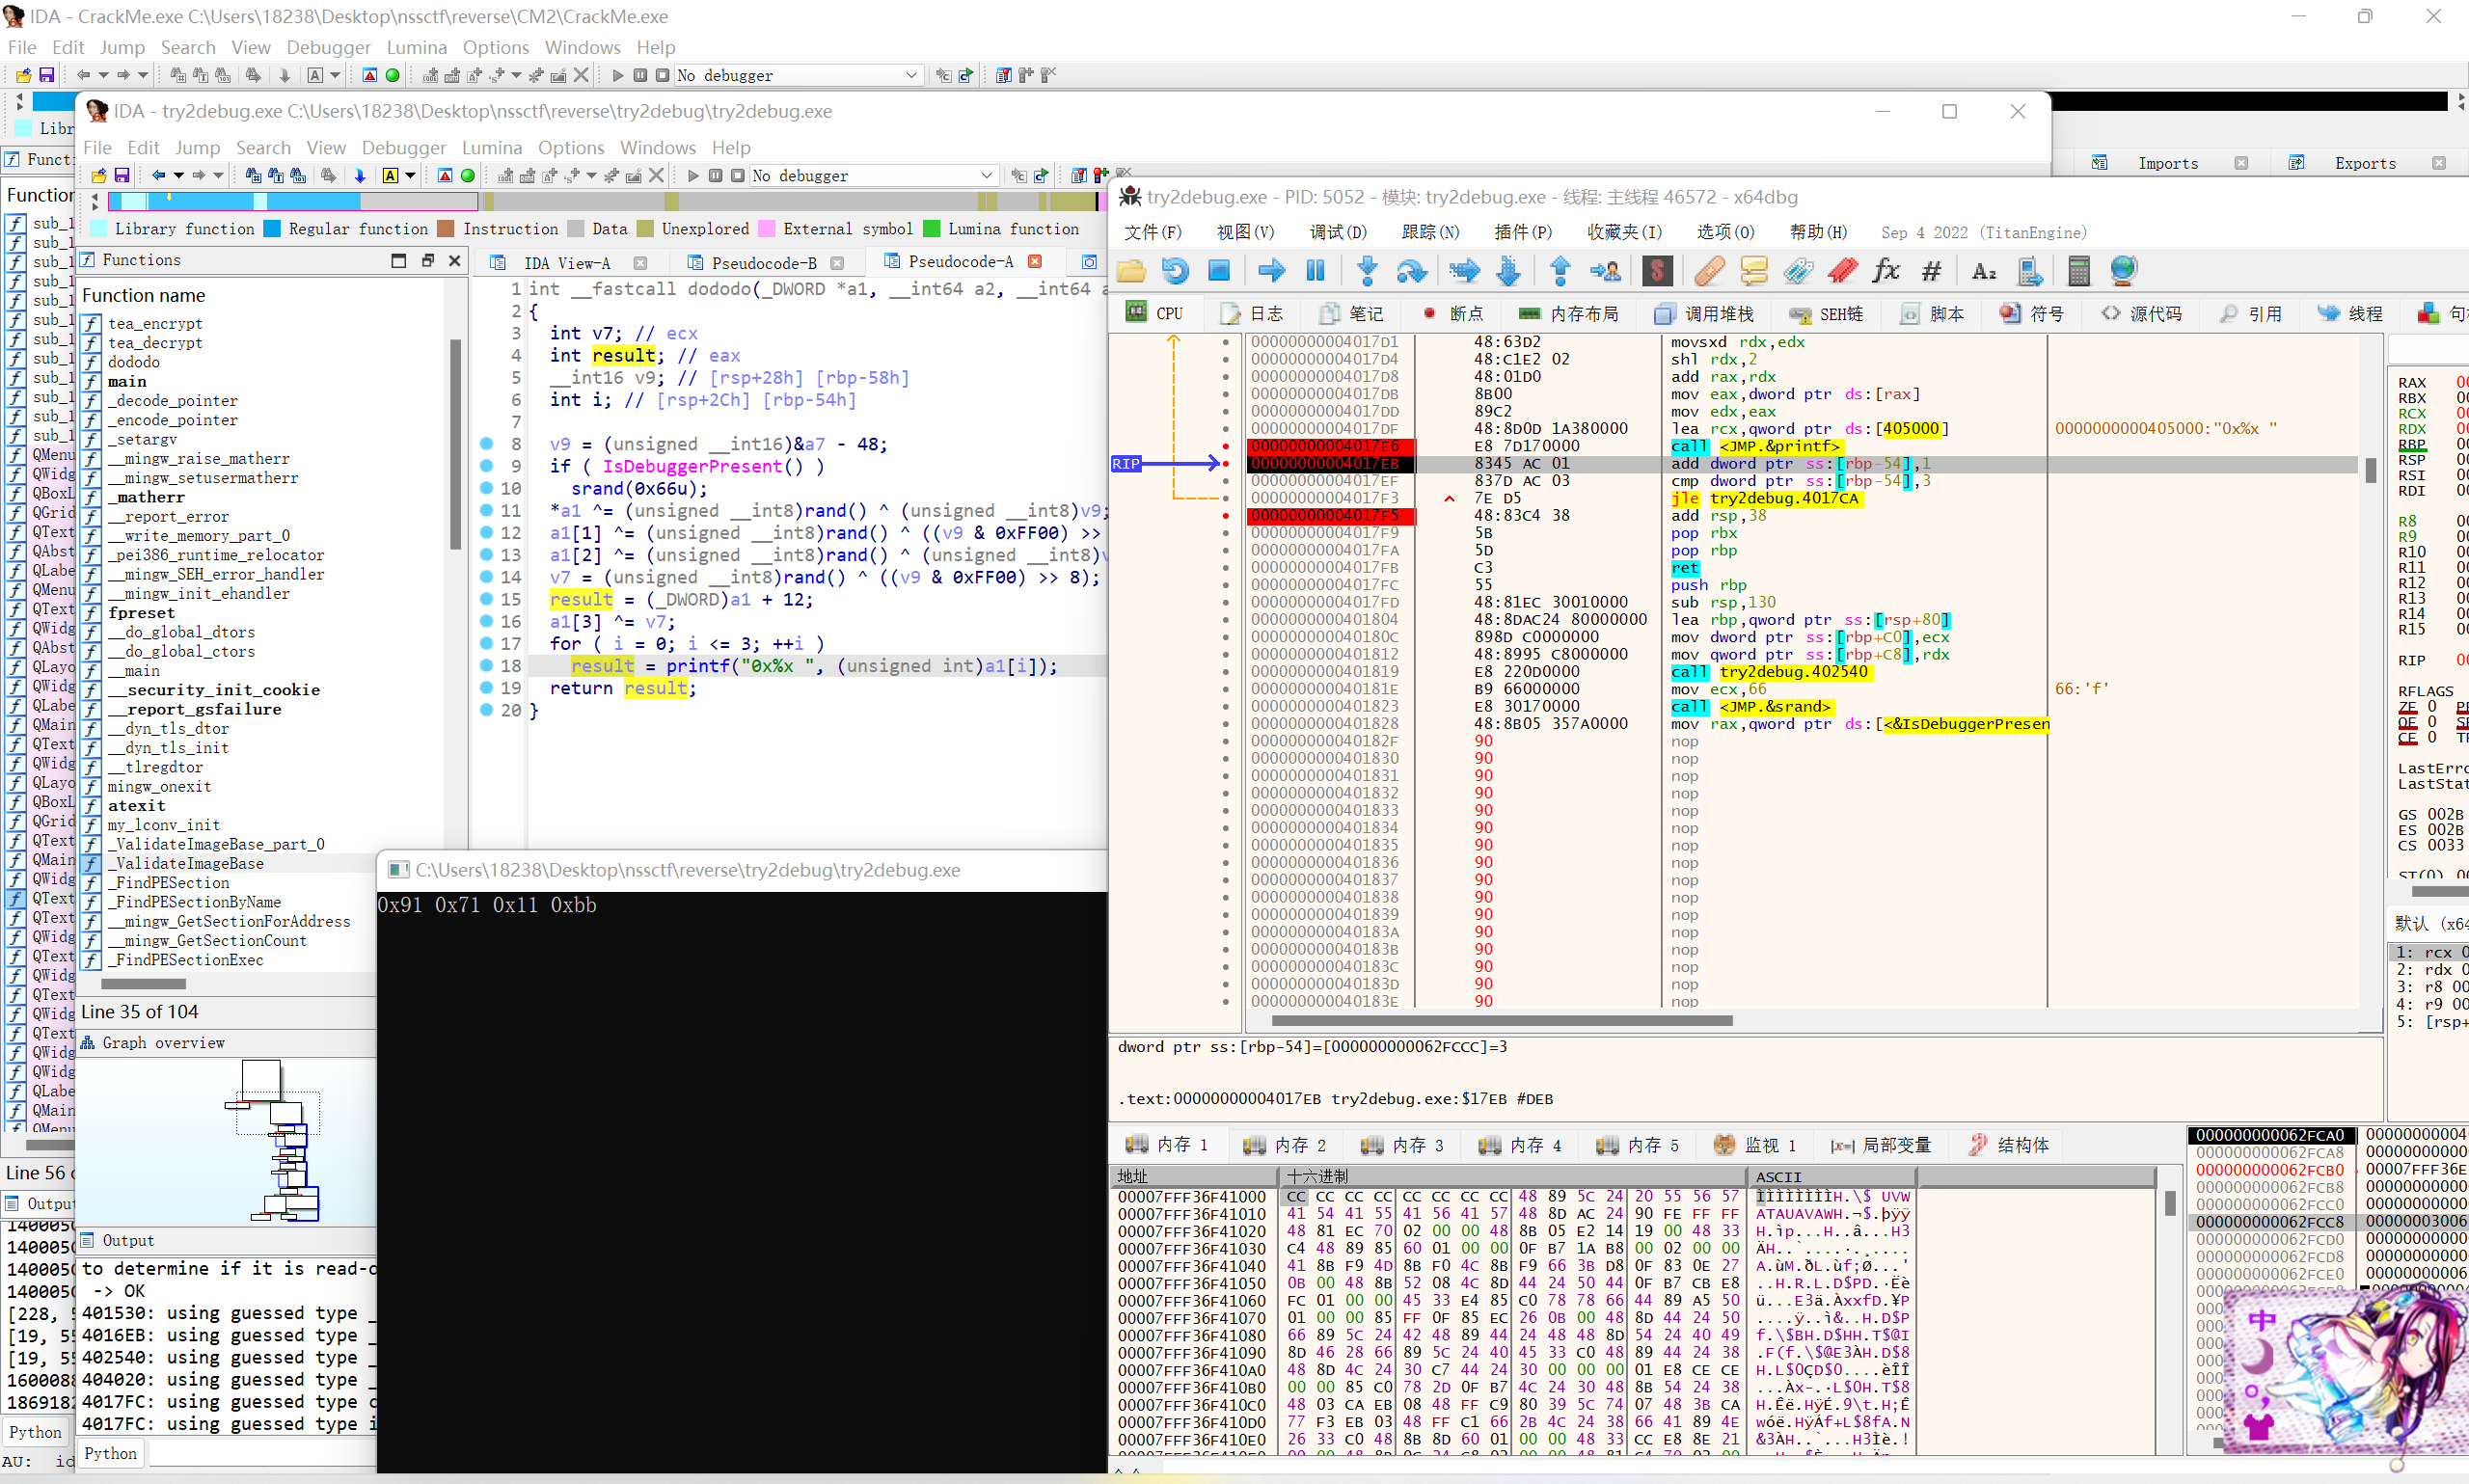 IDA - CrackMe.exe C:\Users\18238\Desktop\nssctf\reverse\CM2\CrackMe.exe
File Edit Jump Search View Debugger Lumina Options Windows Help
No debugger
IDA - try2debug.exe C:\Users\18238\Desktop\nssctf\reverse\try2debug\try2debug.exe
File Edit Jump Search View Debugger Lumina Options Windows Help
No debugger
Imports Exports
Library function Regular function Instruction Data Unexplored External symbol Lumina function
Functions
IDA View-A Pseudocode-B Pseudocode-A
Function name
tea_encrypt
tea_decrypt
dododo
main
_decode_pointer
_encode_pointer
_setargv
__mingw_raise_matherr
__mingw_setusermatherr
_matherr
__report_error
__write_memory_part_0
_pei386_runtime_relocator
__mingw_SEH_error_handler
__mingw_init_ehandler
fpreset
__do_global_dtors
__do_global_ctors
__main
__security_init_cookie
__report_gsfailure
__dyn_tls_dtor
__dyn_tls_init
__tlregdtor
mingw_onexit
atexit
my_lconv_init
_ValidateImageBase_part_0
_ValidateImageBase
_FindPESection
_FindPESectionByName
__mingw_GetSectionForAddress
__mingw_GetSectionCount
_FindPESectionExec
Line 35 of 104
Graph overview
Output
to determine if it is read-o
-> OK
401530: using guessed type _
4016EB: using guessed type _
402540: using guessed type _
404020: using guessed type _
4017FC: using guessed type c
4017FC: using guessed type i
Python
1 int __fastcall dododo(_DWORD *a1, __int64 a2, __int64 a
2 {
3 int v7; // ecx
4 int result; // eax
5 __int16 v9; // [rsp+28h] [rbp-58h]
6 int i; // [rsp+2Ch] [rbp-54h]
7
8 v9 = (unsigned __int16)&a7 - 48;
9 if ( IsDebuggerPresent() )
10 srand(0x66u);
11 *a1 ^= (unsigned __int8)rand() ^ (unsigned __int8)v9;
12 a1[1] ^= (unsigned __int8)rand() ^ ((v9 & 0xFF00) >>
13 a1[2] ^= (unsigned __int8)rand() ^ (unsigned __int8)v
14 v7 = (unsigned __int8)rand() ^ ((v9 & 0xFF00) >> 8);
15 result = (_DWORD)a1 + 12;
16 a1[3] ^= v7;
17 for ( i = 0; i <= 3; ++i )
18 result = printf("0x%x ", (unsigned int)a1[i]);
19 return result;
20 }
C:\Users\18238\Desktop\nssctf\reverse\try2debug\try2debug.exe
0x91 0x71 0x11 0xbb
try2debug.exe - PID: 5052 - 模块: try2debug.exe - 线程: 主线程 46572 - x64dbg
文件(F) 视图(V) 调试(D) 跟踪(N) 插件(P) 收藏夹(I) 选项(O) 帮助(H) Sep 4 2022 (TitanEngine)
CPU 日志 笔记 断点 内存布局 调用堆栈 SEH链 脚本 符号 源代码 引用 线程
00000000004017D1 48:63D2 movsxd rdx,edx
00000000004017D4 48:C1E2 02 shl rdx,2
00000000004017D8 48:01D0 add rax,rdx
00000000004017DB 8B00 mov eax,dword ptr ds:[rax]
00000000004017DD 89C2 mov edx,eax
00000000004017DF 48:8D0D 1A380000 lea rcx,qword ptr ds:[405000] 0000000000405000:"0x%x "
00000000004017E6 E8 7D170000 call <JMP.&printf>
RIP 00000000004017EB 8345 AC 01 add dword ptr ss:[rbp-54],1
00000000004017EF 837D AC 03 cmp dword ptr ss:[rbp-54],3
00000000004017F3 7E D5 jle try2debug.4017CA
00000000004017F5 48:83C4 38 add rsp,38
00000000004017F9 5B pop rbx
00000000004017FA 5D pop rbp
00000000004017FB C3 ret
00000000004017FC 55 push rbp
00000000004017FD 48:81EC 30010000 sub rsp,130
0000000000401804 48:8DAC24 80000000 lea rbp,qword ptr ss:[rsp+80]
000000000040180C 898D C0000000 mov dword ptr ss:[rbp+C0],ecx
0000000000401812 48:8995 C8000000 mov qword ptr ss:[rbp+C8],rdx
0000000000401819 E8 220D0000 call try2debug.402540
000000000040181E B9 66000000 mov ecx,66 66:'f'
0000000000401823 E8 30170000 call <JMP.&srand>
0000000000401828 48:8B05 357A0000 mov rax,qword ptr ds:[<&IsDebuggerPresen
000000000040182F 90 nop
0000000000401830 90 nop
0000000000401831 90 nop
0000000000401832 90 nop
0000000000401833 90 nop
0000000000401834 90 nop
0000000000401835 90 nop
0000000000401836 90 nop
0000000000401837 90 nop
0000000000401838 90 nop
0000000000401839 90 nop
000000000040183A 90 nop
000000000040183B 90 nop
000000000040183C 90 nop
000000000040183D 90 nop
000000000040183E 90 nop
dword ptr ss:[rbp-54]=[000000000062FCCC]=3
.text:00000000004017EB try2debug.exe:$17EB #DEB
内存 1 内存 2 内存 3 内存 4 内存 5 监视 1 局部变量 结构体
地址 十六进制 ASCII
00007FFF36F41000 CC CC CC CC CC CC CC CC 48 89 5C 24 20 55 56 57
00007FFF36F41010 41 54 41 55 41 56 41 57 48 8D AC 24 90 FE FF FF
00007FFF36F41020 48 81 EC 70 02 00 00 48 8B 05 E2 14 19 00 48 33
00007FFF36F41030 C4 48 89 85 60 01 00 00 0F B7 1A B8 00 02 00 00
00007FFF36F41040 41 8B F9 4D 8B F0 4C 8B F9 66 3B D8 0F 83 0E 27
00007FFF36F41050 0B 00 48 8B 52 08 4C 8D 44 24 50 44 0F B7 CB E8
00007FFF36F41060 FC 01 00 00 45 33 E4 85 C0 78 78 66 44 89 A5 50
00007FFF36F41070 01 00 00 85 FF 0F 85 EC 26 0B 00 48 8D 44 24 50
00007FFF36F41080 66 89 5C 24 42 48 89 44 24 48 48 8D 54 24 40 49
00007FFF36F41090 8D 46 28 66 89 5C 24 40 45 33 C0 48 89 44 24 38
00007FFF36F410A0 48 8D 4C 24 30 C7 44 24 30 00 00 00 01 E8 CE CE
00007FFF36F410B0 00 00 85 C0 78 2D 0F B7 4C 24 30 48 8B 54 24 38
00007FFF36F410C0 48 03 CA EB 08 48 FF C9 80 39 5C 74 07 48 3B CA
00007FFF36F410D0 77 F3 EB 03 48 FF C1 66 2B 4C 24 38 66 41 89 4E
00007FFF36F410E0 26 33 C0 48 8B 8D 60 01 00 00 48 33 CC E8 8E 21
RAX
RBX
RCX
RDX
RBP
RSP
RSI
RDI
R8
R9
R10
R11
R12
R13
R14
R15
RIP
RFLAGS
ZF 0
OF 0
CF 0
LastErro
LastStat
GS 002B
ES 002B
CS 0033
默认 (x64
1: rcx 0
2: rdx 0
3: r8 00
4: r9 00
5: [rsp+
000000000062FCA0
000000000062FCA8
000000000062FCB0 00007FFF36E
000000000062FCB8
000000000062FCC0
000000000062FCC8 00000003006
000000000062FCD0
000000000062FCD8
000000000062FCE0
中